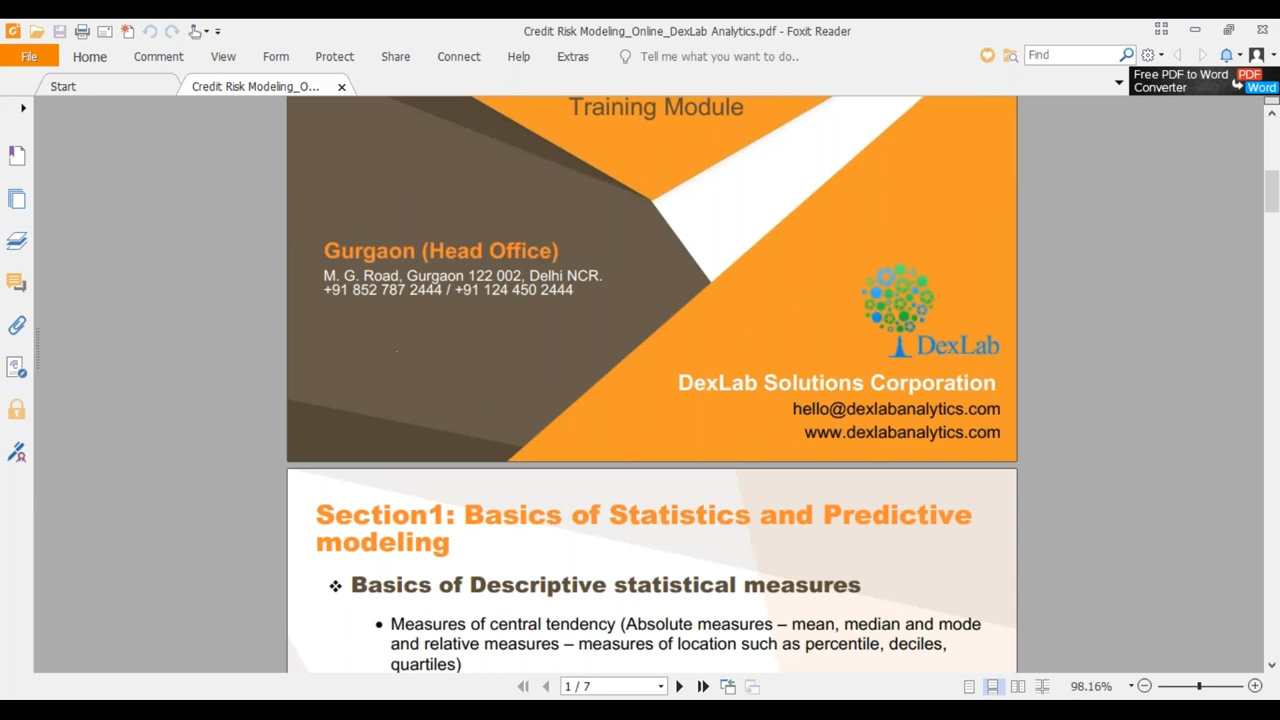 Credit Risk Modeling_Online_DexLab Analytics.pdf - Foxit Reader
File Home Comment View Form Protect Share Connect Help Extras Tell me what you want to do.. Find
Start Credit Risk Modeling_O...
Free PDF to Word
Converter
PDF
Word
Training Module
Gurgaon (Head Office)
M. G. Road, Gurgaon 122 002, Delhi NCR.
+91 852 787 2444 / +91 124 450 2444
DexLab
DexLab Solutions Corporation
hello@dexlabanalytics.com
www.dexlabanalytics.com
Section1: Basics of Statistics and Predictive
modeling
❖ Basics of Descriptive statistical measures
• Measures of central tendency (Absolute measures – mean, median and mode
and relative measures – measures of location such as percentile, deciles,
quartiles)
1 / 7
98.16%